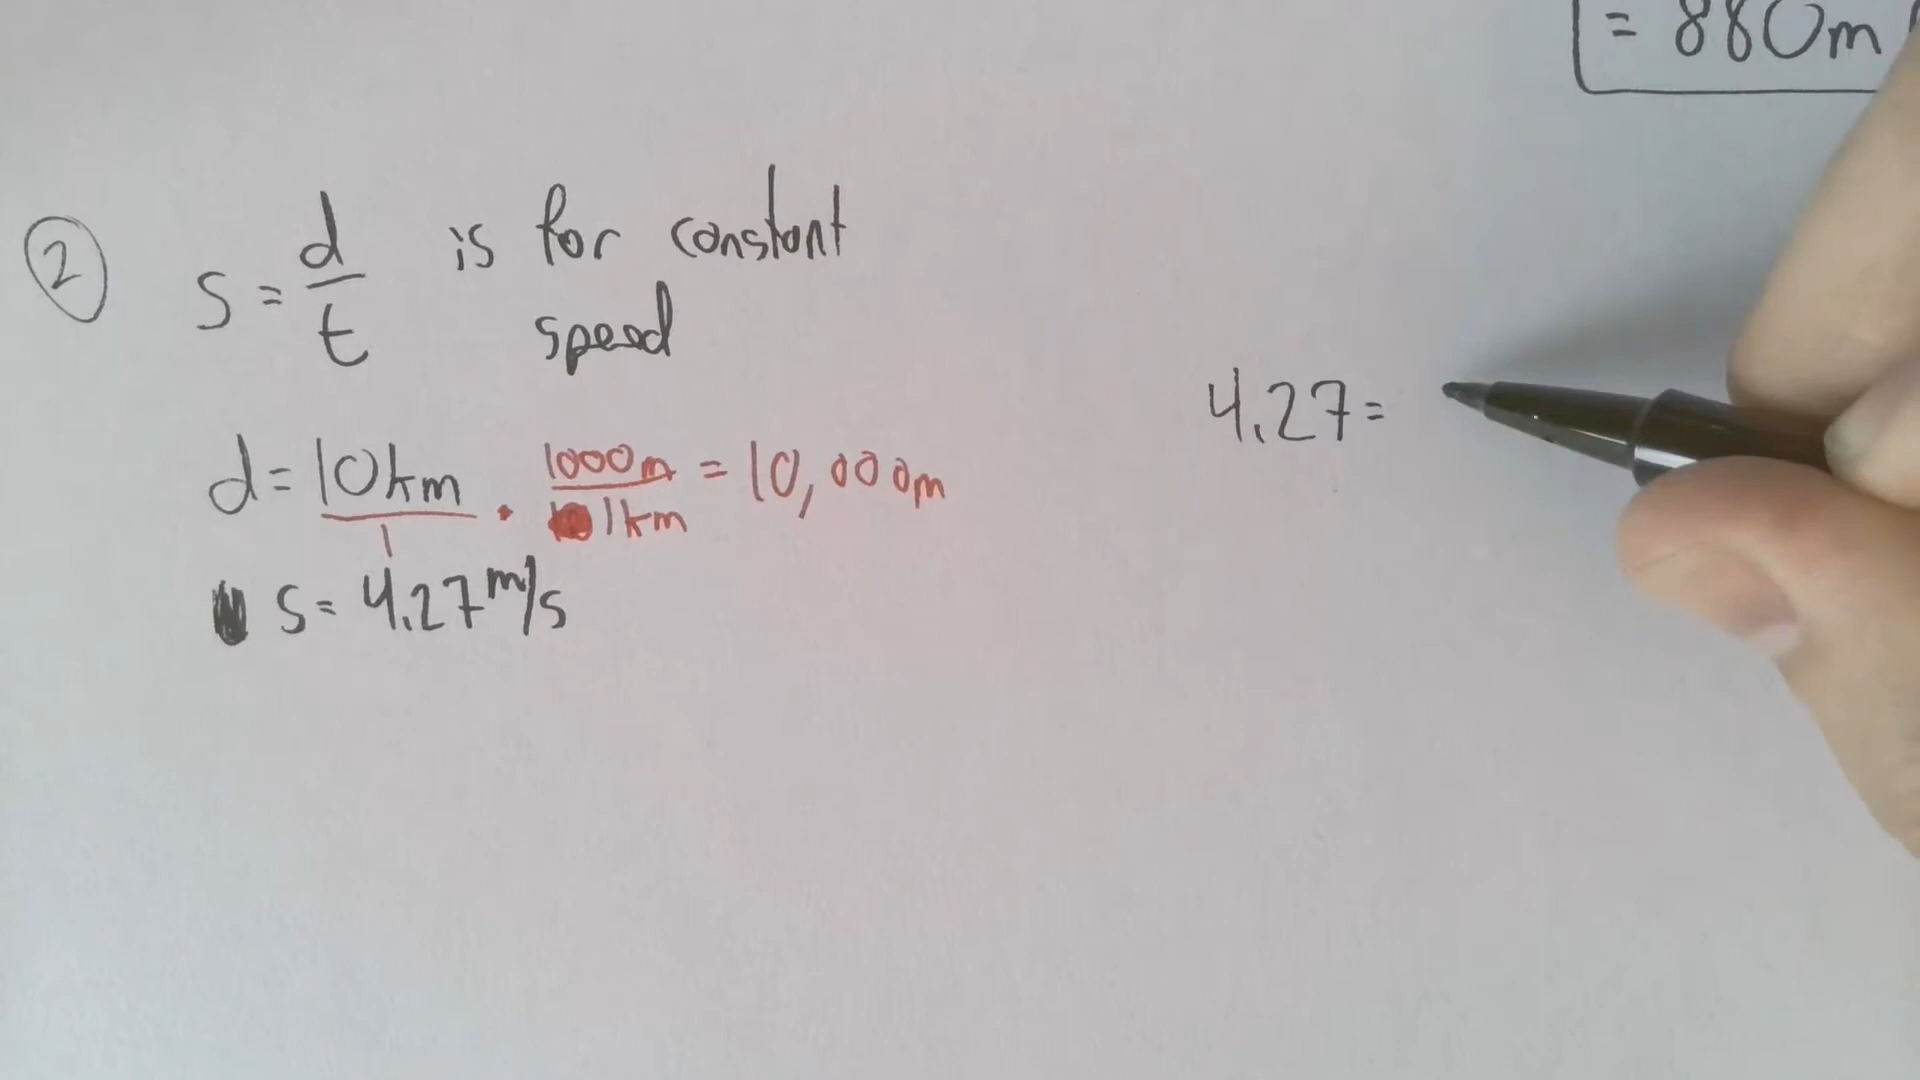 = 880m
② s = d/t is for constant
speed
4.27=
d = 10km/1 · 1000m/1km = 10,000m
s = 4.27 m/s